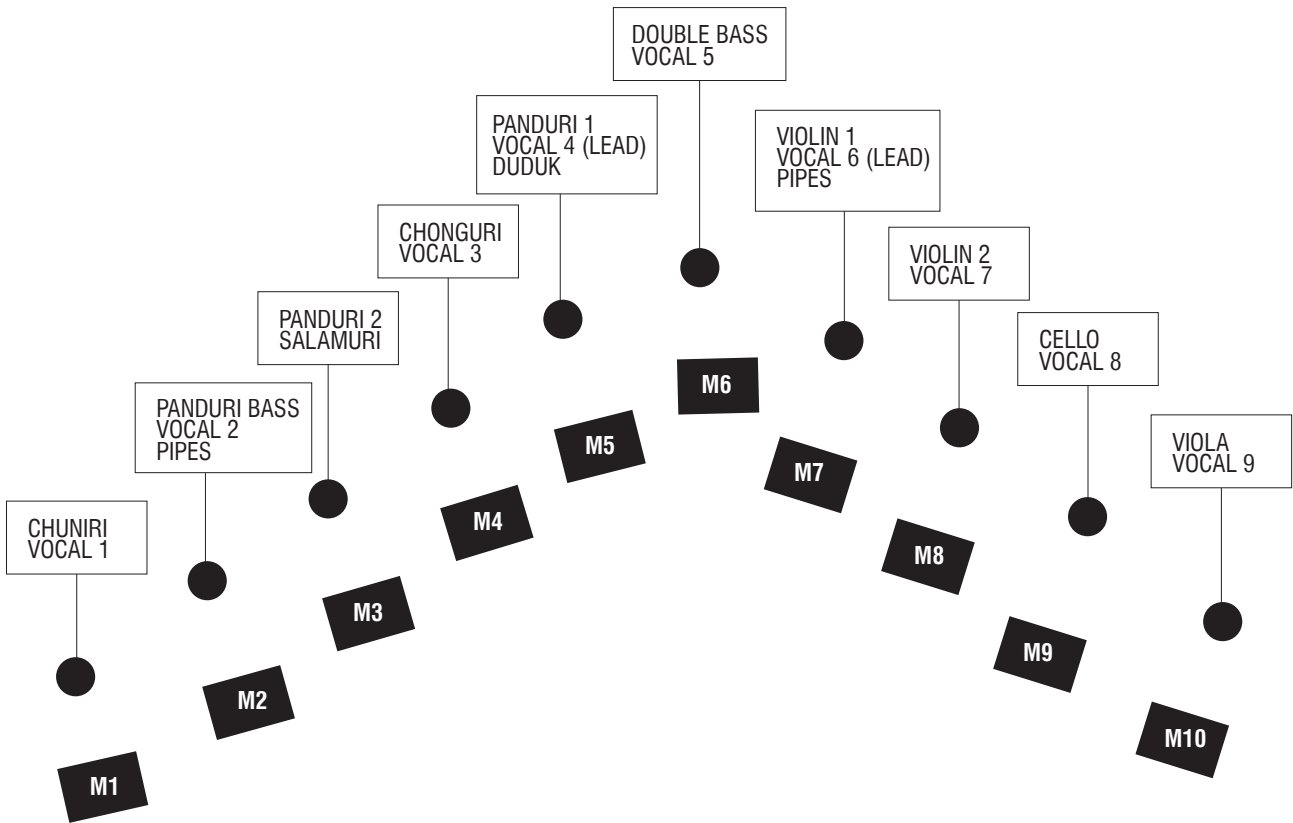 DOUBLE BASS
VOCAL 5
PANDURI 1
VOCAL 4 (LEAD)
DUDUK
VIOLIN 1
VOCAL 6 (LEAD)
PIPES
CHONGURI
VOCAL 3
VIOLIN 2
VOCAL 7
PANDURI 2
SALAMURI
CELLO
VOCAL 8
PANDURI BASS
VOCAL 2
PIPES
VIOLA
VOCAL 9
CHUNIRI
VOCAL 1
M1
M2
M3
M4
M5
M6
M7
M8
M9
M10